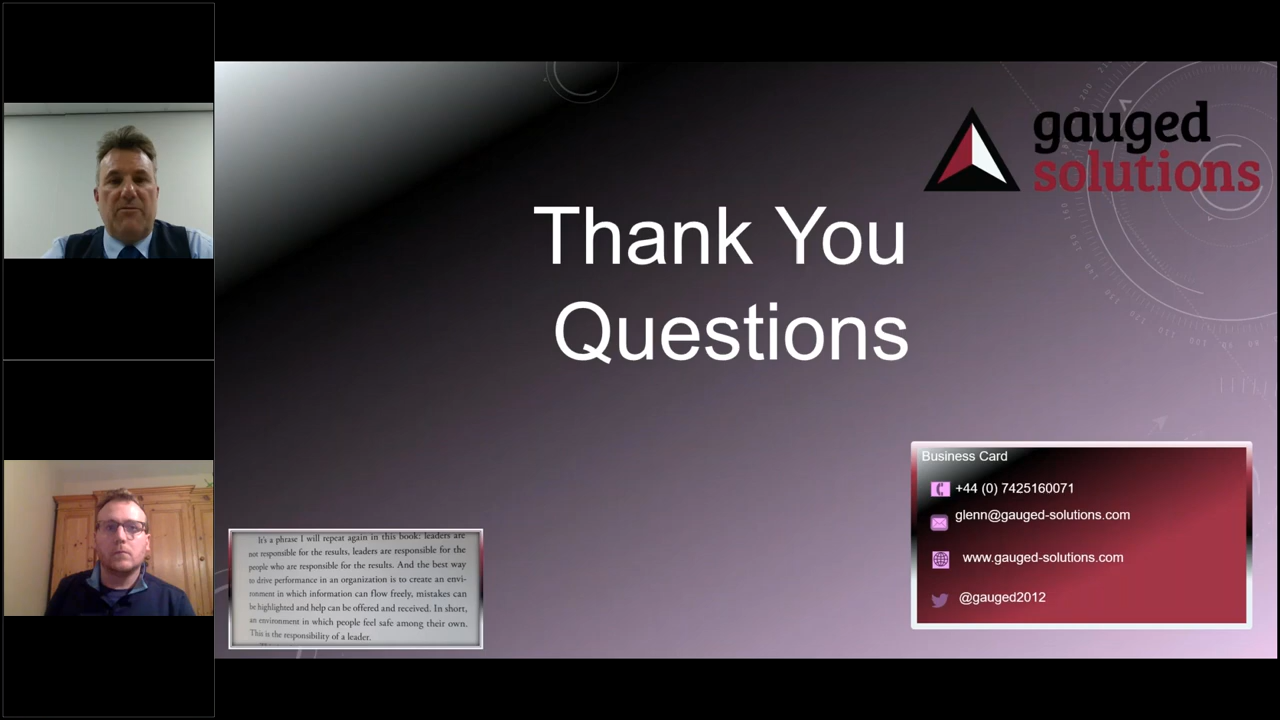 gauged
solutions
Thank You
Questions
Business Card
+44 (0) 7425160071
glenn@gauged-solutions.com
www.gauged-solutions.com
@gauged2012
It's a phrase I will repeat again in this book: leaders are
not responsible for the results, leaders are responsible for the
people who are responsible for the results. And the best way
to drive performance in an organization is to create an envi-
ronment in which information can flow freely, mistakes can
be highlighted and help can be offered and received. In short,
an environment in which people feel safe among their own.
This is the responsibility of a leader.